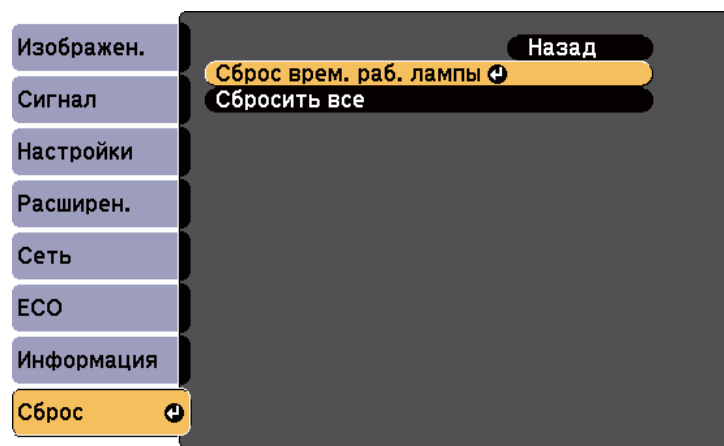 Изображен.
Сигнал
Настройки
Расширен.
Сеть
ECO
Информация
Сброс
Назад
Сброс врем. раб. лампы
Сбросить все